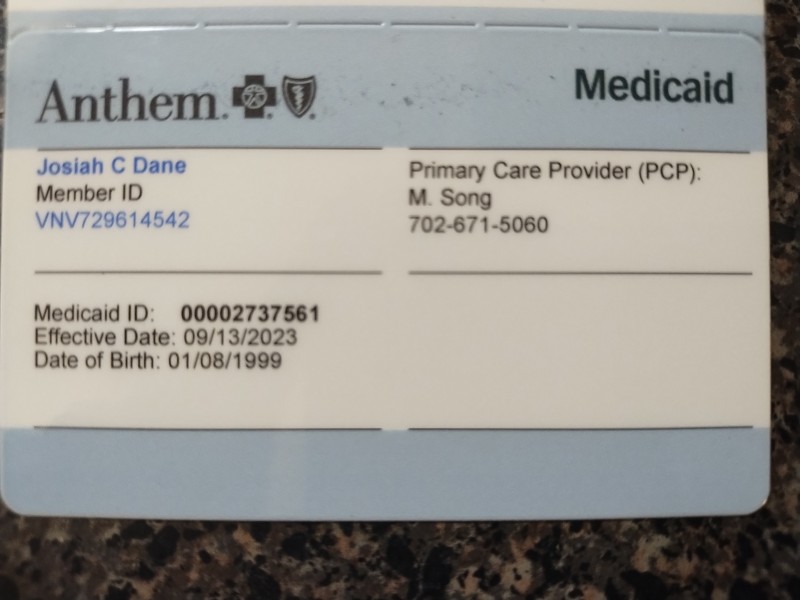 Anthem.
Medicaid
Josiah C Dane
Member ID
VNV729614542
Primary Care Provider (PCP):
M. Song
702-671-5060
Medicaid ID: 00002737561
Effective Date: 09/13/2023
Date of Birth: 01/08/1999